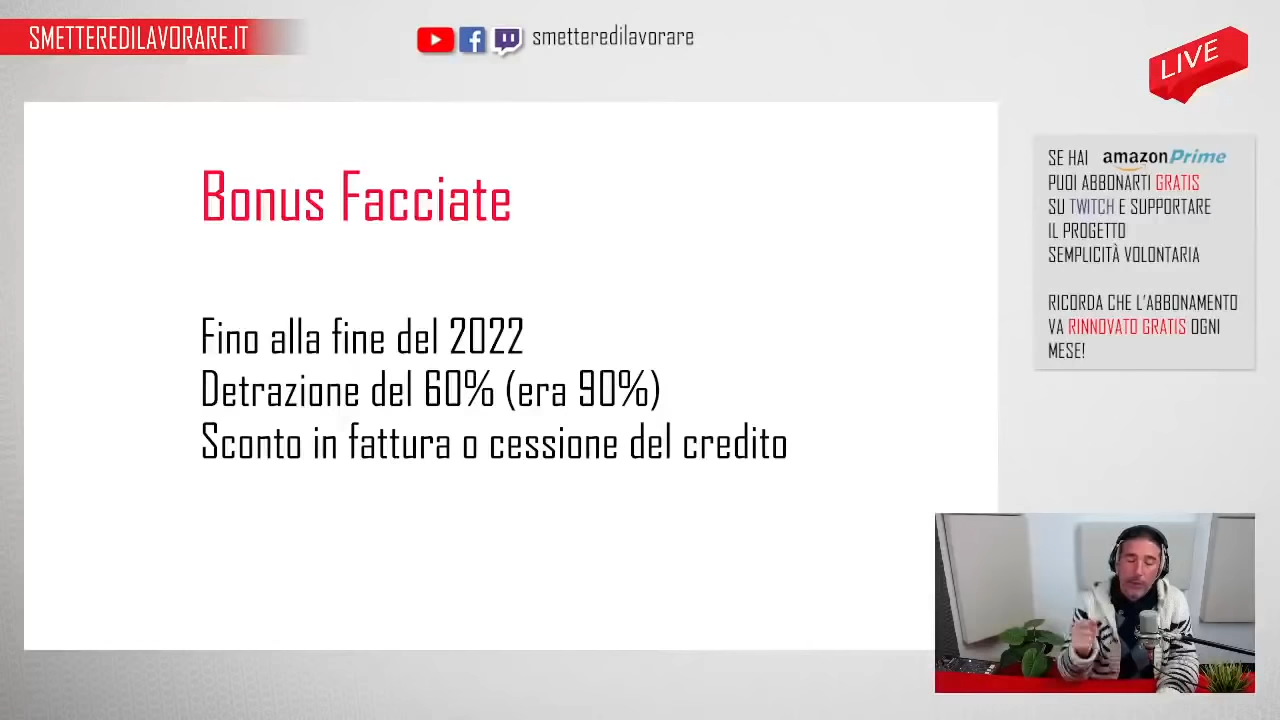 SMETTEREDILAVORARE.IT
smetteredilavorare
LIVE
Bonus Facciate
Fino alla fine del 2022
Detrazione del 60% (era 90%)
Sconto in fattura o cessione del credito
SE HAI amazonPrime
PUOI ABBONARTI GRATIS
SU TWITCH E SUPPORTARE
IL PROGETTO
SEMPLICITÀ VOLONTARIA
RICORDA CHE L'ABBONAMENTO
VA RINNOVATO GRATIS OGNI
MESE!